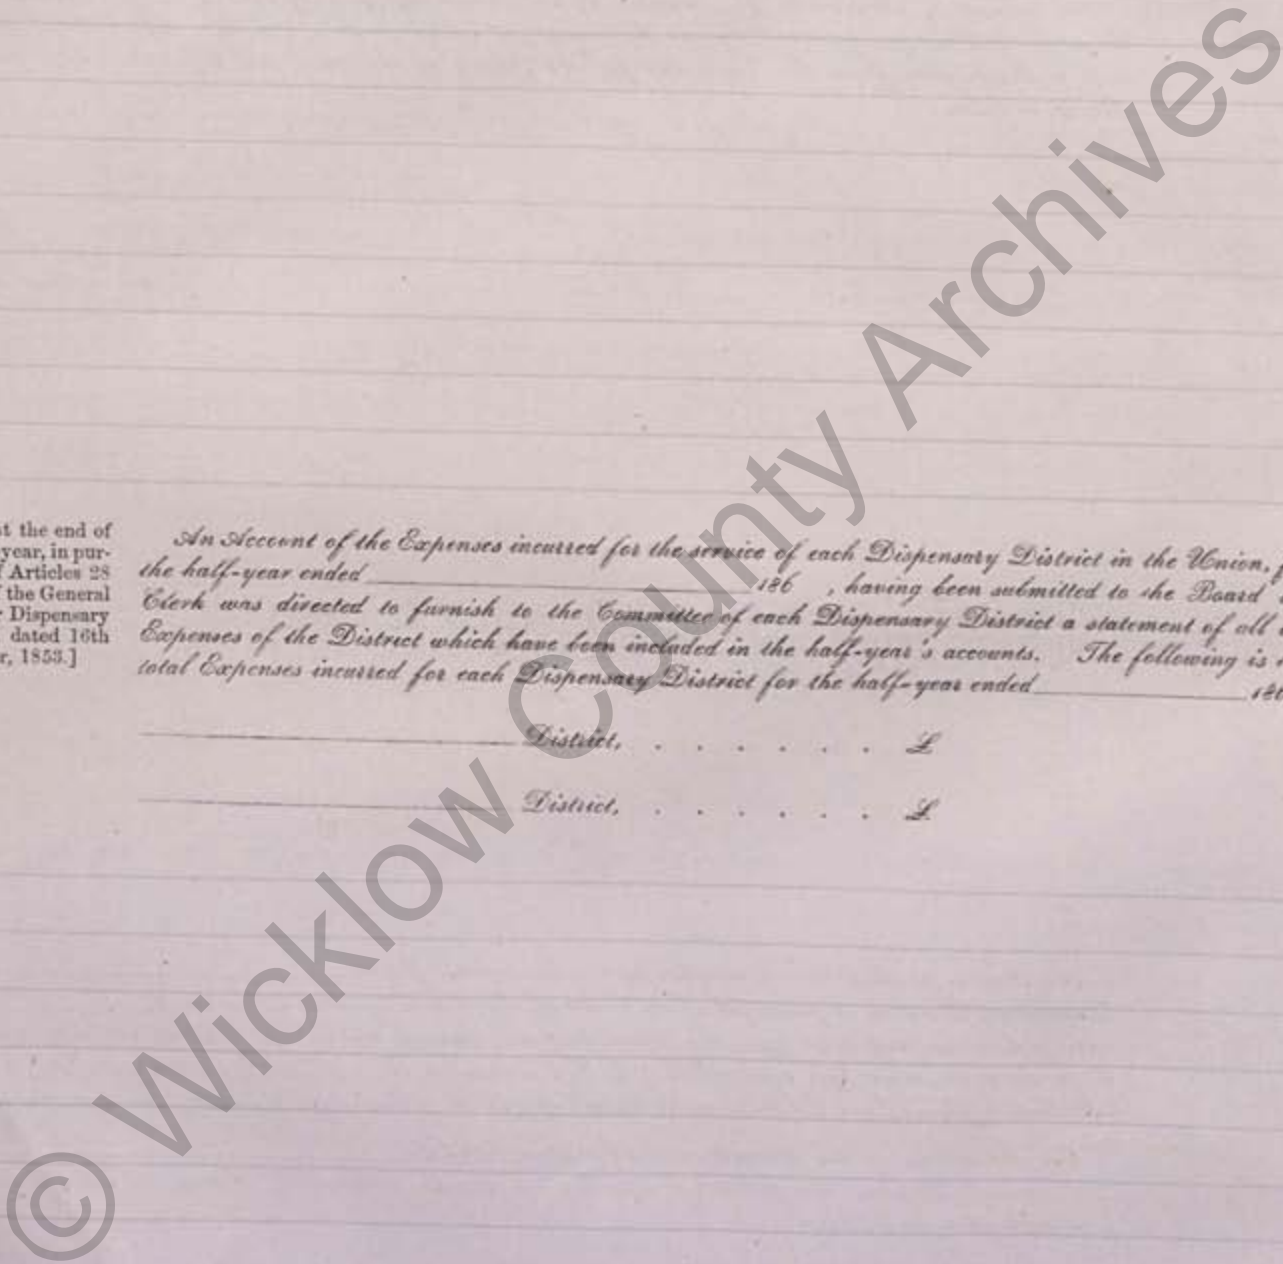 t the end of
year, in pur-
f Articles 28
f the General
r Dispensary
dated 16th
r, 1853.]
An Account of the Expenses incurred for the service of each Dispensary District in the Union, f
the half-year ended 186 , having been submitted to the Board
Clerk was directed to furnish to the Committee of each Dispensary District a statement of all
Expenses of the District which have been included in the half-year's accounts. The following is
total Expenses incurred for each Dispensary District for the half-year ended 186
District, . . . . . . £
District, . . . . . . £
© Wicklow County Archives